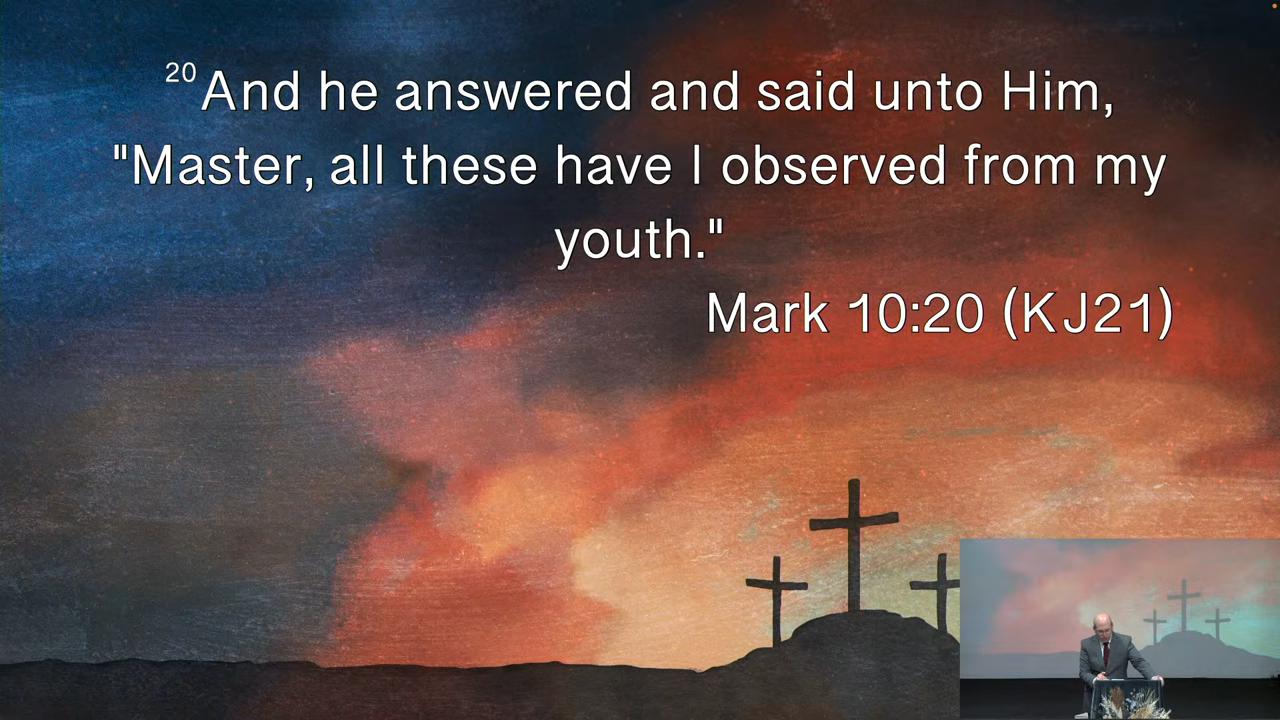 20 And he answered and said unto Him,
"Master, all these have I observed from my
youth."
Mark 10:20 (KJ21)